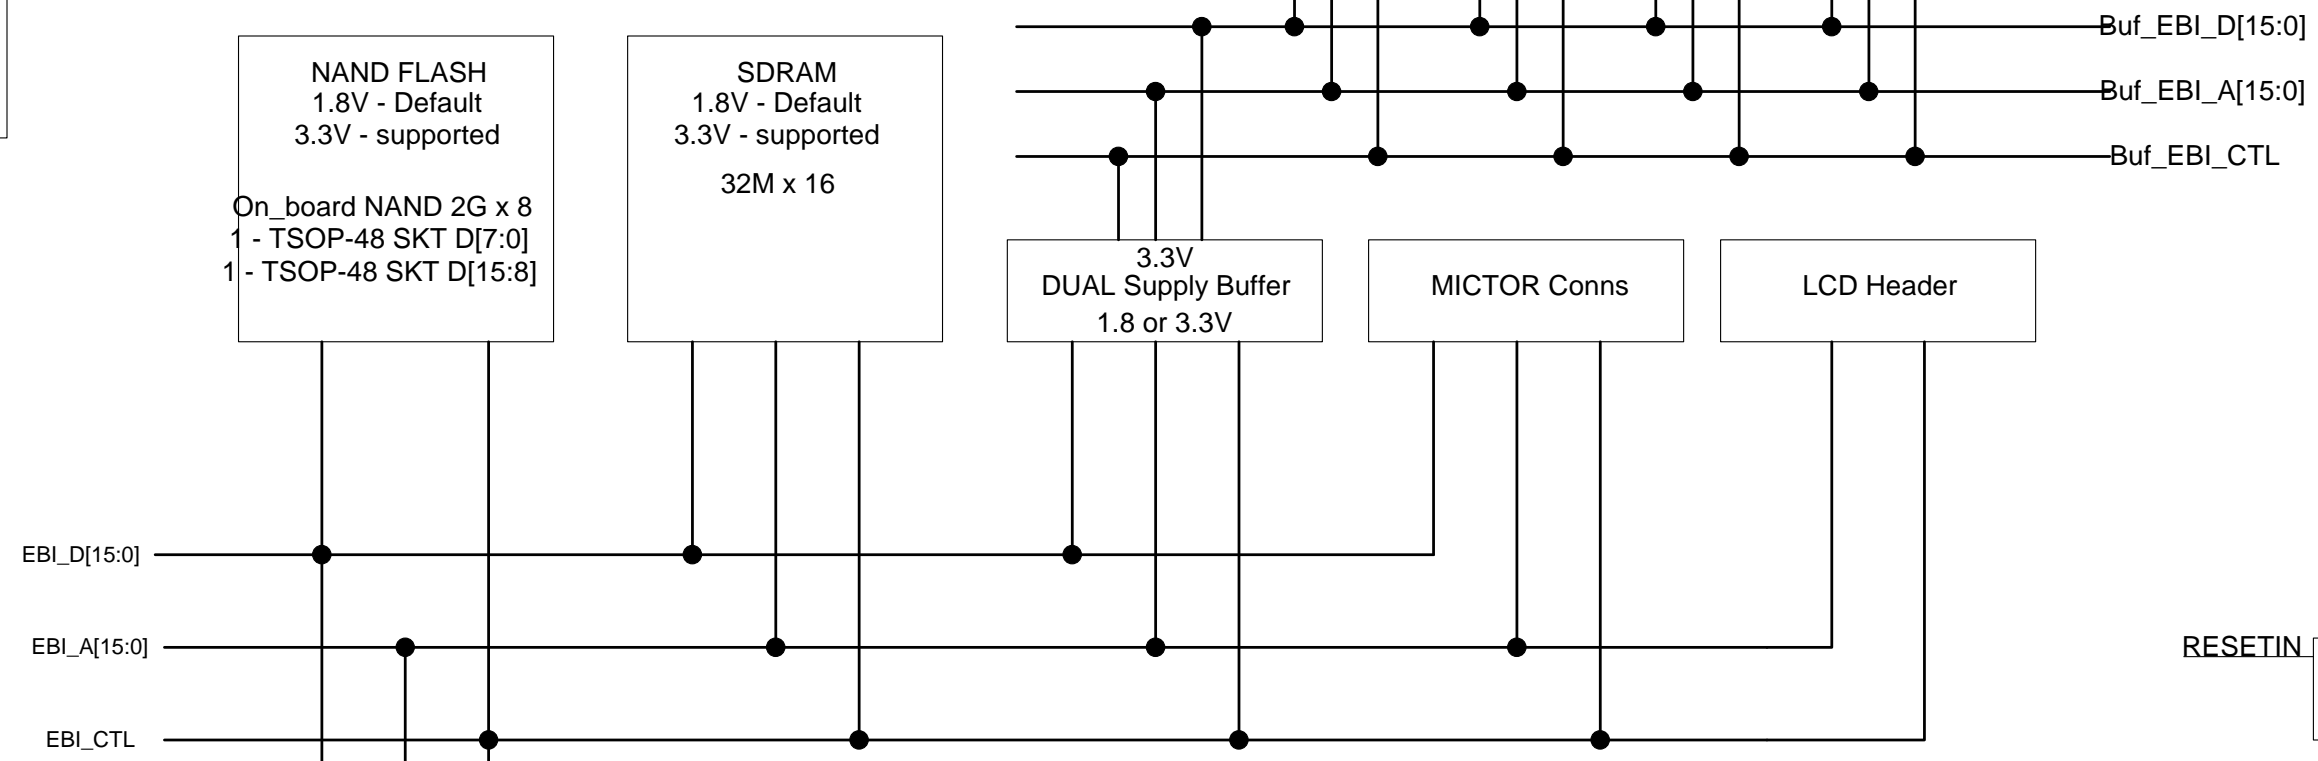 Buf_EBI_D[15:0]
Buf_EBI_A[15:0]
Buf_EBI_CTL
NAND FLASH
1.8V - Default
3.3V - supported
On_board NAND 2G x 8
1 - TSOP-48 SKT D[7:0]
1 - TSOP-48 SKT D[15:8]
SDRAM
1.8V - Default
3.3V - supported
32M x 16
3.3V
DUAL Supply Buffer
1.8 or 3.3V
MICTOR Conns
LCD Header
EBI_D[15:0]
EBI_A[15:0]
EBI_CTL
RESETIN